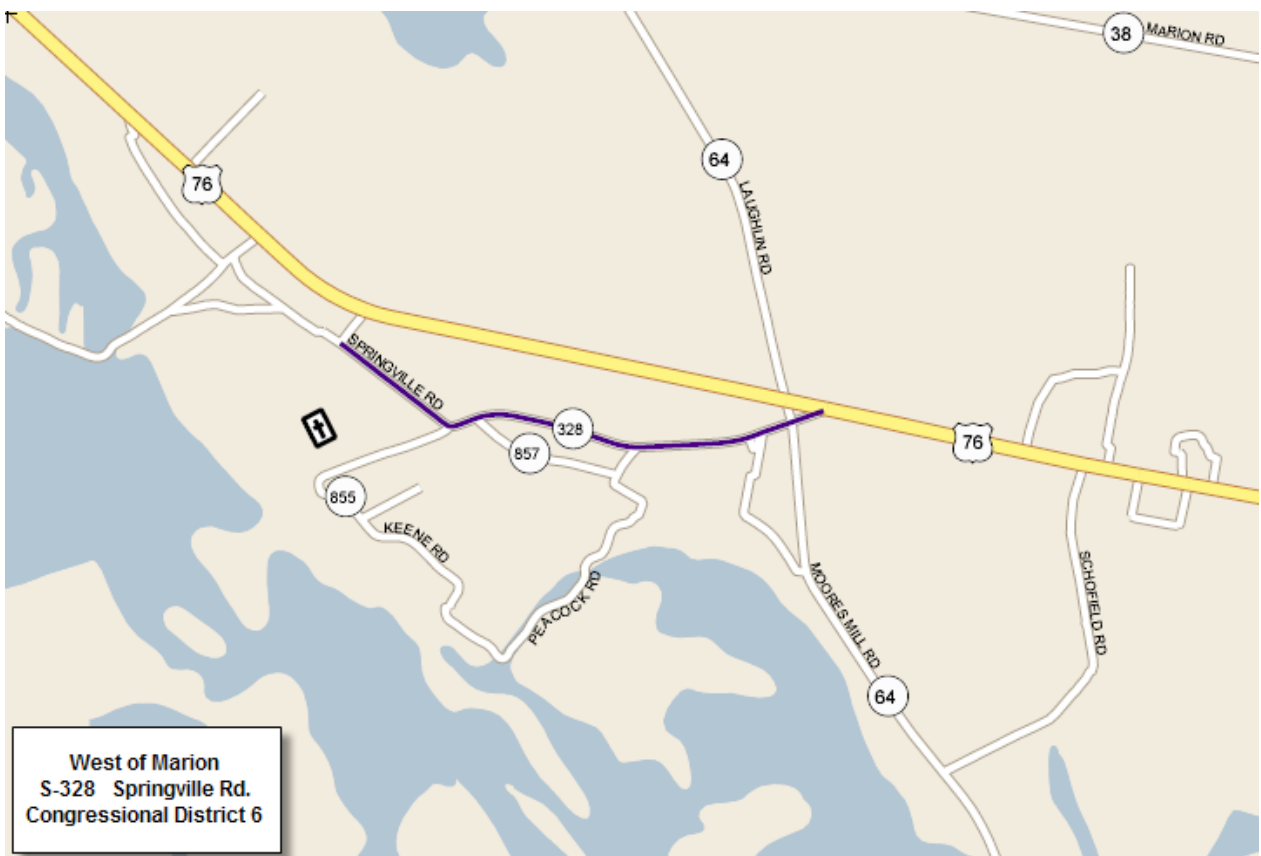 38
MARION RD
64
LAUGHLIN RD
76
SPRINGVILLE RD
328
857
76
855
KEENE RD
PEACOCK RD
MOORES MILL RD
SCHOFIELD RD
64
West of Marion
S-328 Springville Rd.
Congressional District 6